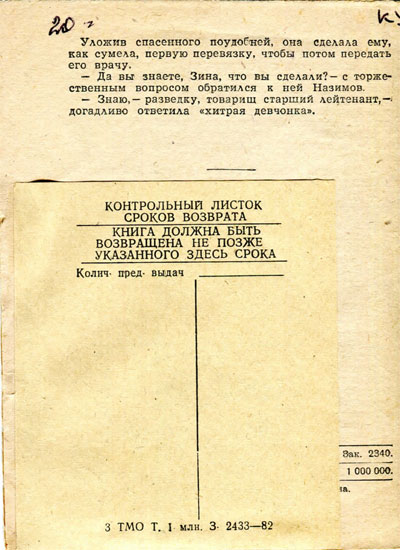 20 г
КУ
Уложив спасенного поудобней, она сделала ему,
как сумела, первую перевязку, чтобы потом передать
его врачу.
— Да вы знаете, Зина, что вы сделали? — с торже-
ственным вопросом обратился к ней Назимов.
— Знаю, — разведку, товарищ старший лейтенант, —
догадливо ответила «хитрая девчонка».
КОНТРОЛЬНЫЙ ЛИСТОК
СРОКОВ ВОЗВРАТА
КНИГА ДОЛЖНА БЫТЬ
ВОЗВРАЩЕНА НЕ ПОЗЖЕ
УКАЗАННОГО ЗДЕСЬ СРОКА
Колич. пред. выдач
Зак. 2340.
1 000 000.
3 ТМО Т. 1 млн. З. 2433—82